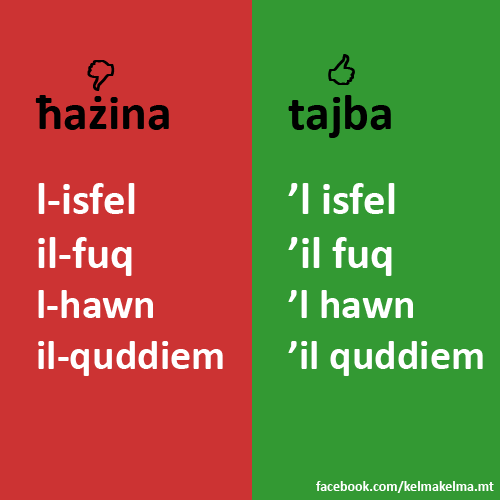 ħażina
l-isfel
il-fuq
l-hawn
il-quddiem
tajba
’l isfel
’il fuq
’l hawn
’il quddiem
facebook.com/kelmakelma.mt